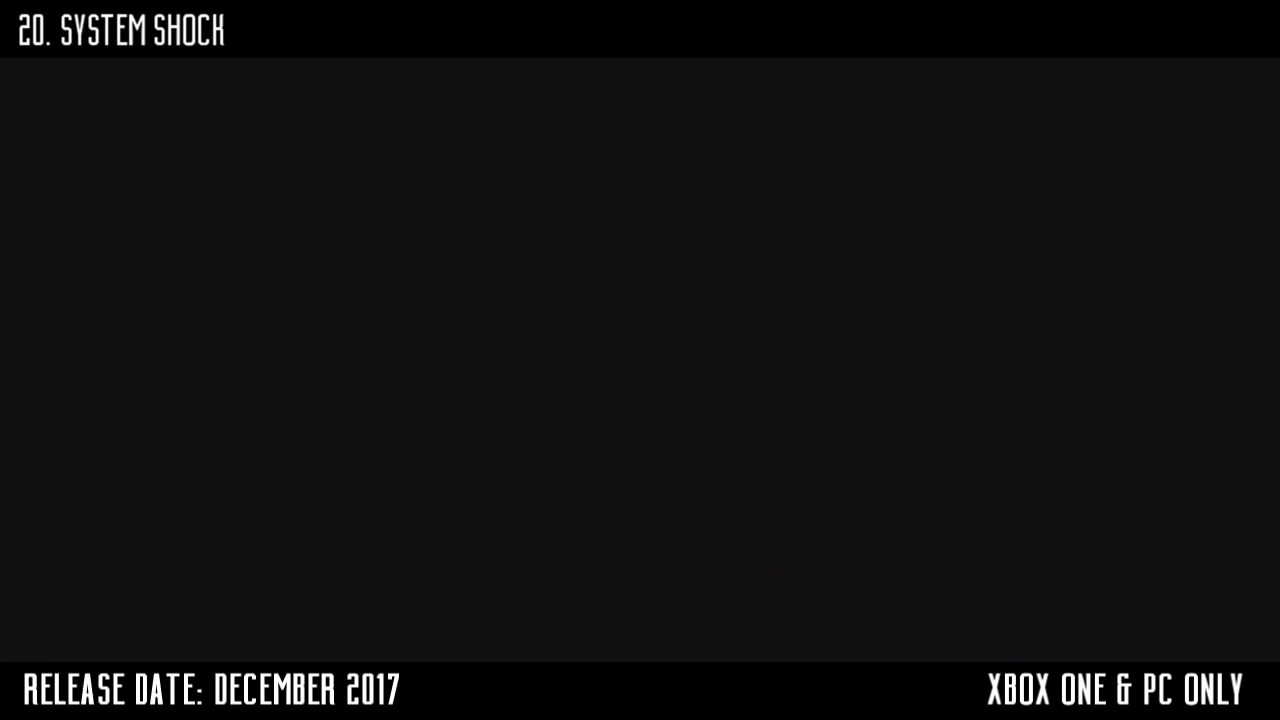 20. SYSTEM SHOCK
RELEASE DATE: DECEMBER 2017
XBOX ONE & PC ONLY